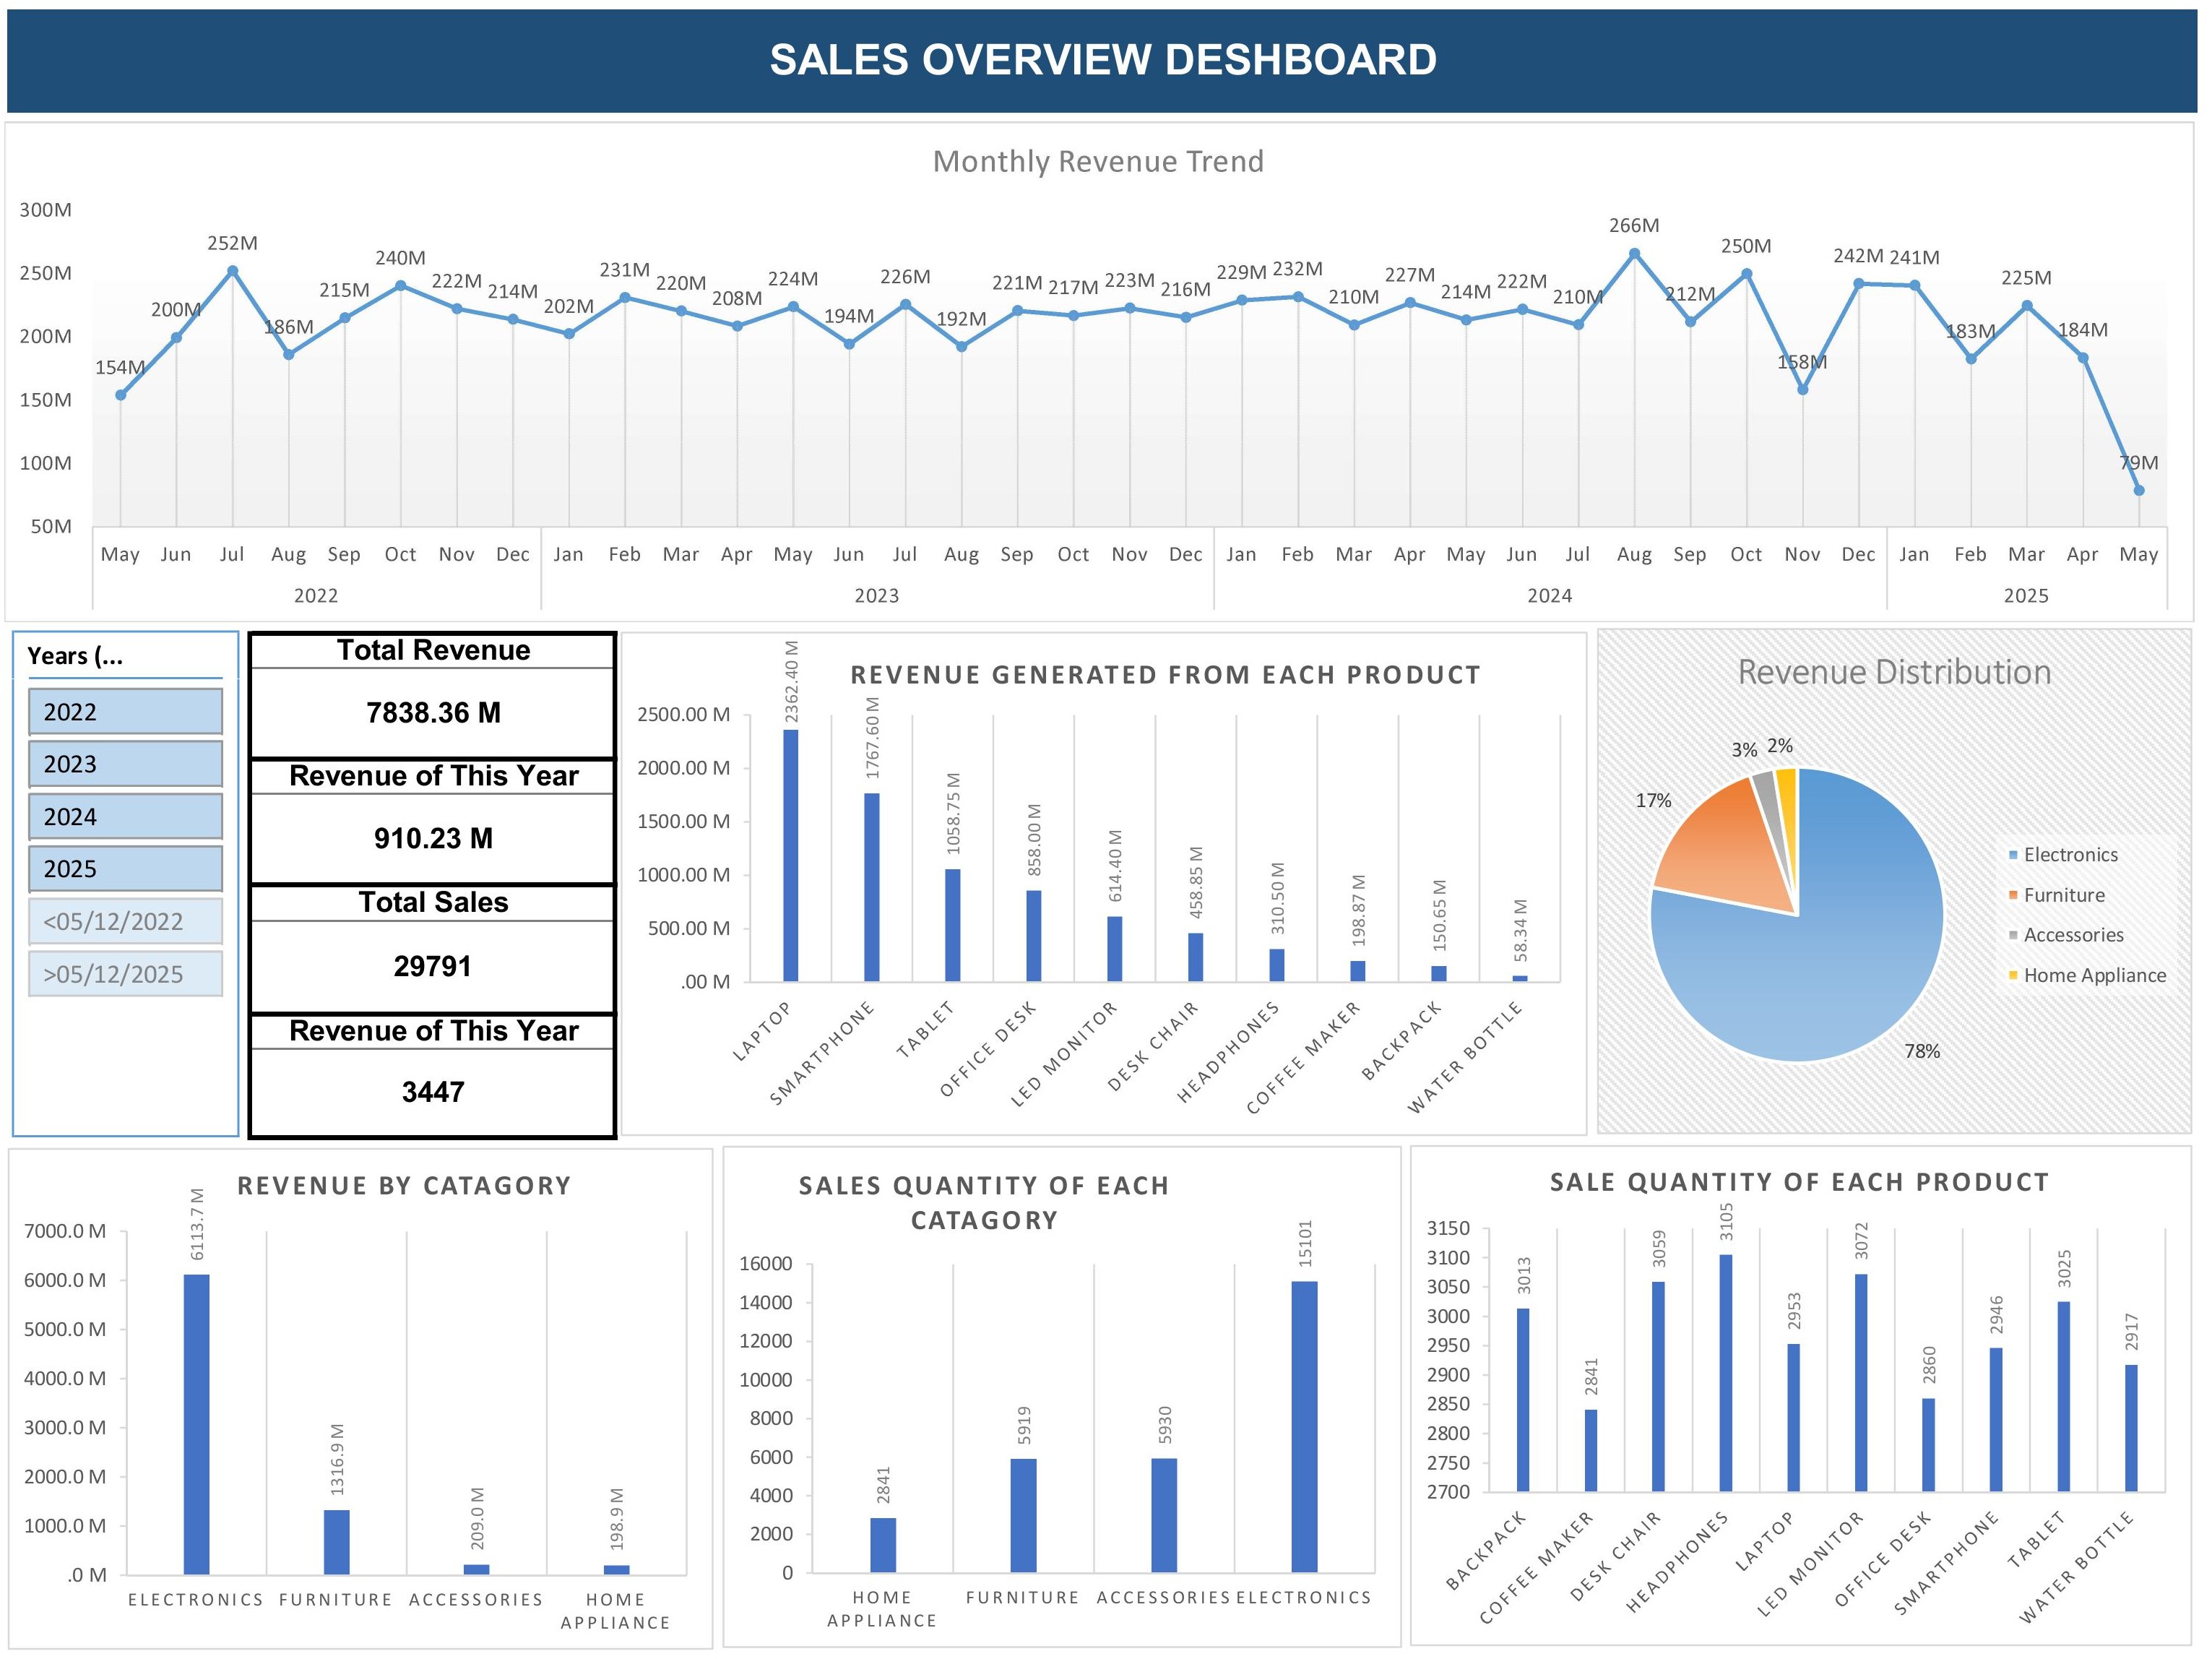 SALES OVERVIEW DESHBOARD
Monthly Revenue Trend
300M
250M
200M
150M
100M
50M
154M
200M
252M
186M
215M
240M
222M
214M
202M
231M
220M
208M
224M
194M
226M
192M
221M
217M
223M
216M
229M
232M
210M
227M
214M
222M
210M
266M
212M
250M
158M
242M
241M
183M
225M
184M
79M
May Jun Jul Aug Sep Oct Nov Dec Jan Feb Mar Apr May Jun Jul Aug Sep Oct Nov Dec Jan Feb Mar Apr May Jun Jul Aug Sep Oct Nov Dec Jan Feb Mar Apr May
2022 2023 2024 2025
Years (...
2022
2023
2024
2025
<05/12/2022
>05/12/2025
Total Revenue
7838.36 M
Revenue of This Year
910.23 M
Total Sales
29791
Revenue of This Year
3447
REVENUE GENERATED FROM EACH PRODUCT
2500.00 M
2000.00 M
1500.00 M
1000.00 M
500.00 M
.00 M
2362.40 M
1767.60 M
1058.75 M
858.00 M
614.40 M
458.85 M
310.50 M
198.87 M
150.65 M
58.34 M
LAPTOP
SMARTPHONE
TABLET
OFFICE DESK
LED MONITOR
DESK CHAIR
HEADPHONES
COFFEE MAKER
BACKPACK
WATER BOTTLE
Revenue Distribution
3% 2%
17%
78%
Electronics
Furniture
Accessories
Home Appliance
REVENUE BY CATAGORY
7000.0 M
6000.0 M
5000.0 M
4000.0 M
3000.0 M
2000.0 M
1000.0 M
.0 M
6113.7 M
1316.9 M
209.0 M
198.9 M
ELECTRONICS FURNITURE ACCESSORIES HOME
APPLIANCE
SALES QUANTITY OF EACH
CATAGORY
16000
14000
12000
10000
8000
6000
4000
2000
0
2841
5919
5930
15101
HOME FURNITURE ACCESSORIES ELECTRONICS
APPLIANCE
SALE QUANTITY OF EACH PRODUCT
3150
3100
3050
3000
2950
2900
2850
2800
2750
2700
3013
2841
3059
3105
2953
3072
2860
2946
3025
2917
BACKPACK
COFFEE MAKER
DESK CHAIR
HEADPHONES
LAPTOP
LED MONITOR
OFFICE DESK
SMARTPHONE
TABLET
WATER BOTTLE